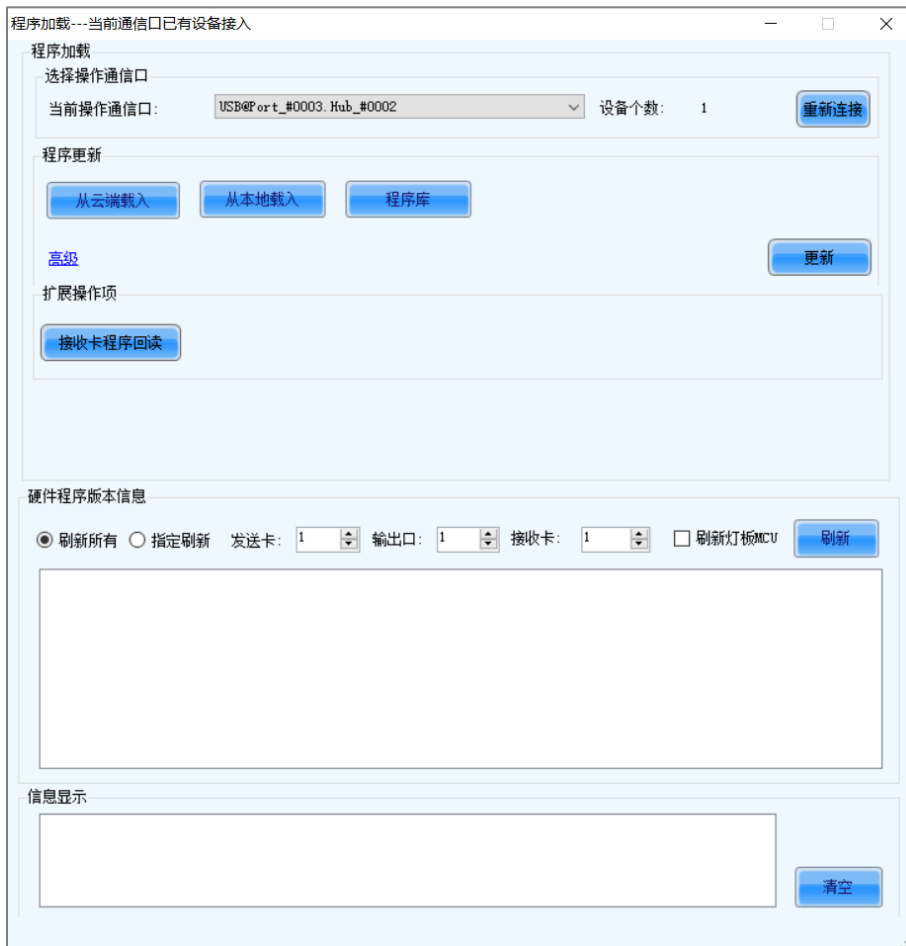 程序加载---当前通信口已有设备接入
程序加载
选择操作通信口
当前操作通信口: USB@Port_#0003.Hub_#0002 设备个数: 1 重新连接
程序更新
从云端载入 从本地载入 程序库
高级 更新
扩展操作项
接收卡程序回读
硬件程序版本信息
刷新所有 指定刷新 发送卡: 1 输出口: 1 接收卡: 1 刷新灯板MCU 刷新
信息显示
清空